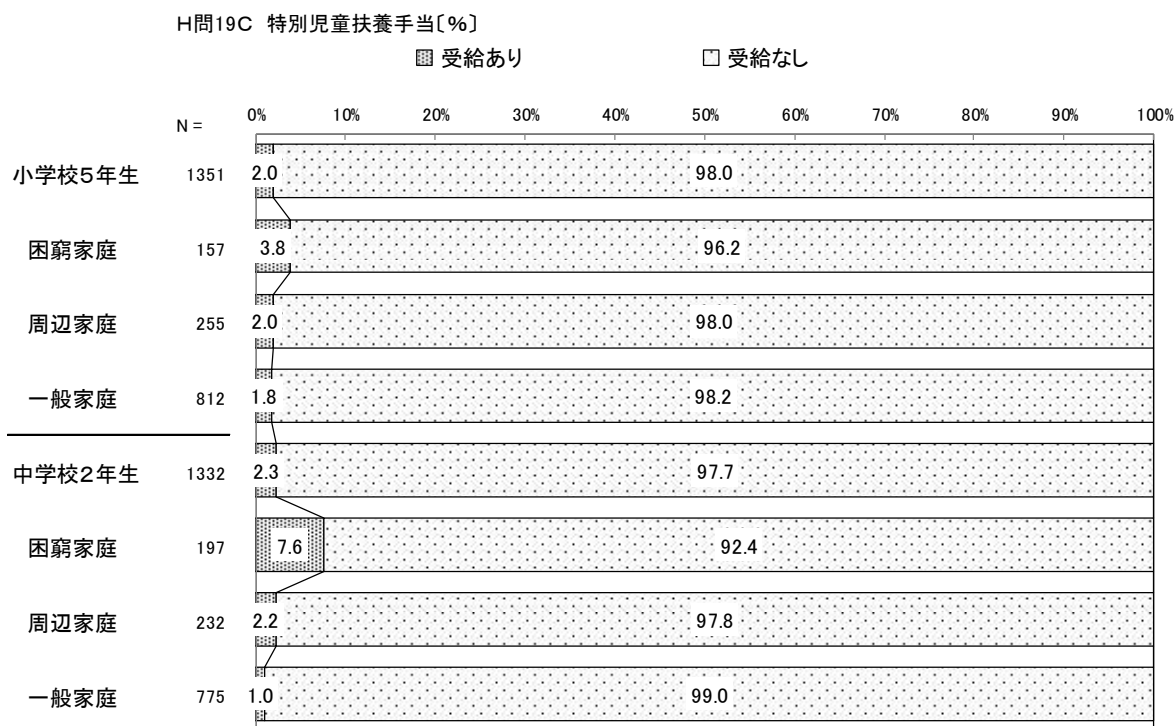 H問19C 特別児童扶養手当〔%〕
受給あり 受給なし
N = 0% 10% 20% 30% 40% 50% 60% 70% 80% 90% 100%
小学校5年生 1351 2.0 98.0
困窮家庭 157 3.8 96.2
周辺家庭 255 2.0 98.0
一般家庭 812 1.8 98.2
中学校2年生 1332 2.3 97.7
困窮家庭 197 7.6 92.4
周辺家庭 232 2.2 97.8
一般家庭 775 1.0 99.0